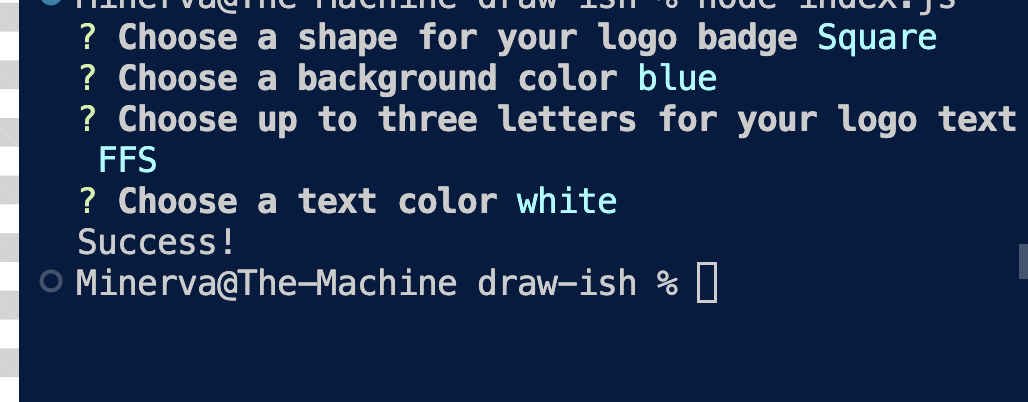 Minerva@The-Machine draw-ish % node index.js
? Choose a shape for your logo badge Square
? Choose a background color blue
? Choose up to three letters for your logo text
FFS
? Choose a text color white
Success!
Minerva@The-Machine draw-ish %